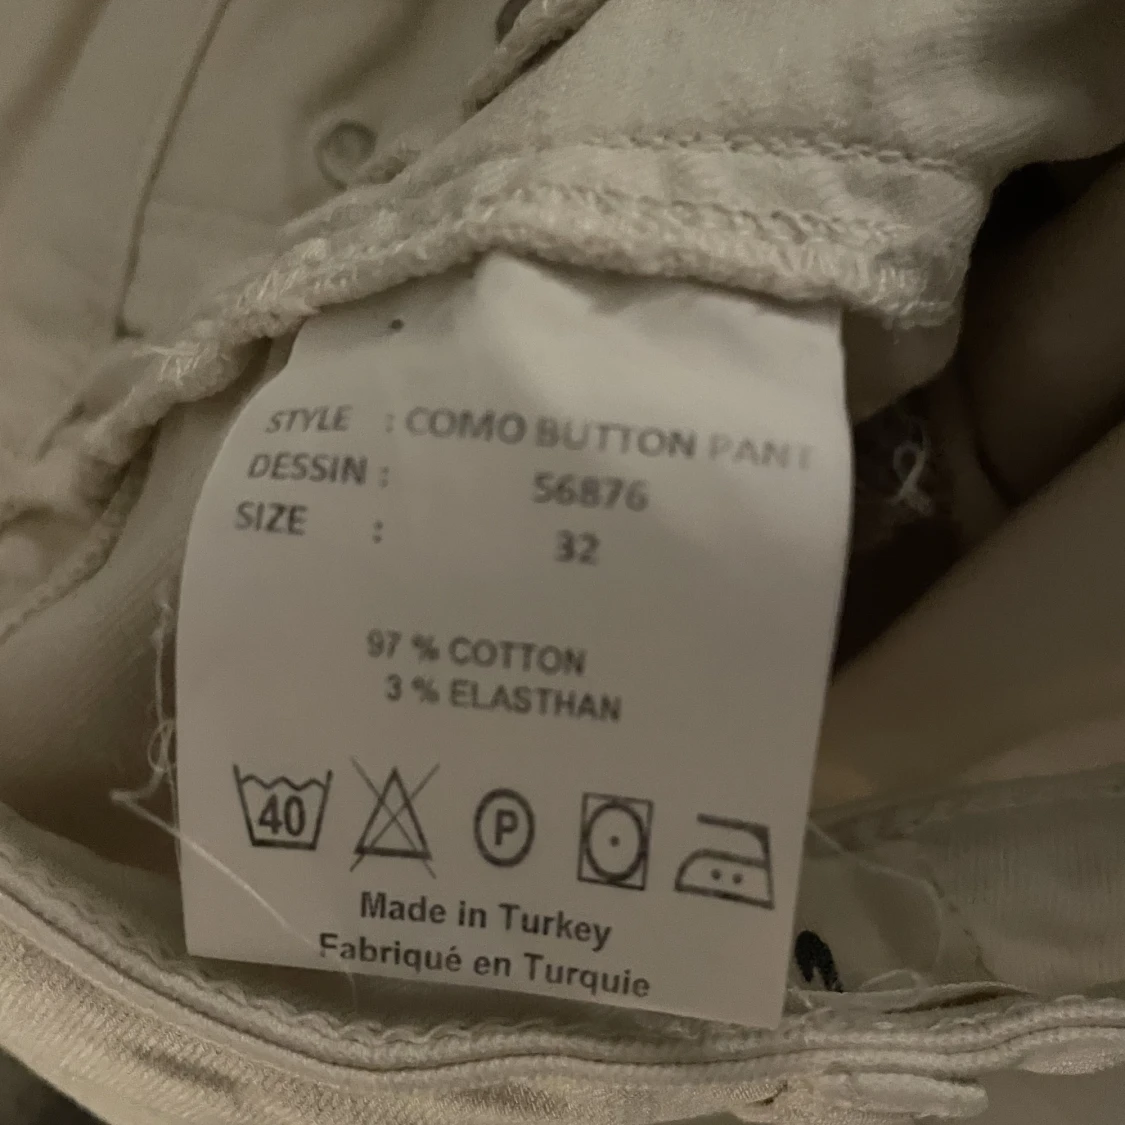 STYLE : COMO BUTTON PANT
DESSIN : 56876
SIZE : 32
97 % COTTON
3 % ELASTHAN
40 P
Made in Turkey
Fabriqué en Turquie